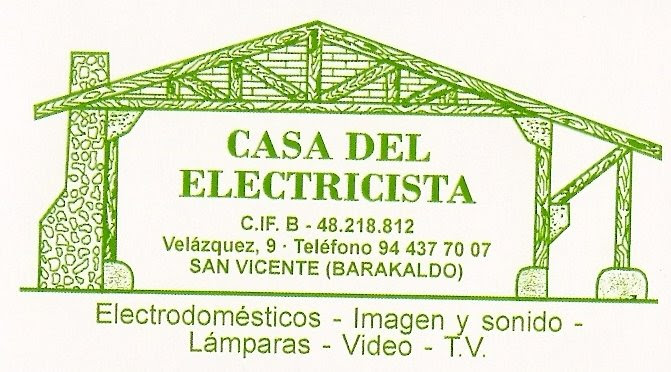 CASA DEL
ELECTRICISTA
C.IF. B - 48.218.812
Velázquez, 9 · Teléfono 94 437 70 07
SAN VICENTE (BARAKALDO)
Electrodomésticos - Imagen y sonido -
Lámparas - Video - T.V.